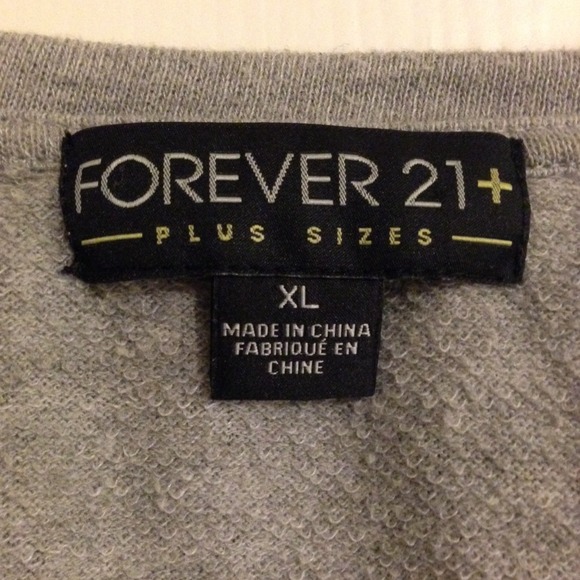 FOREVER 21+
PLUS SIZES
XL
MADE IN CHINA
FABRIQUÉ EN
CHINE